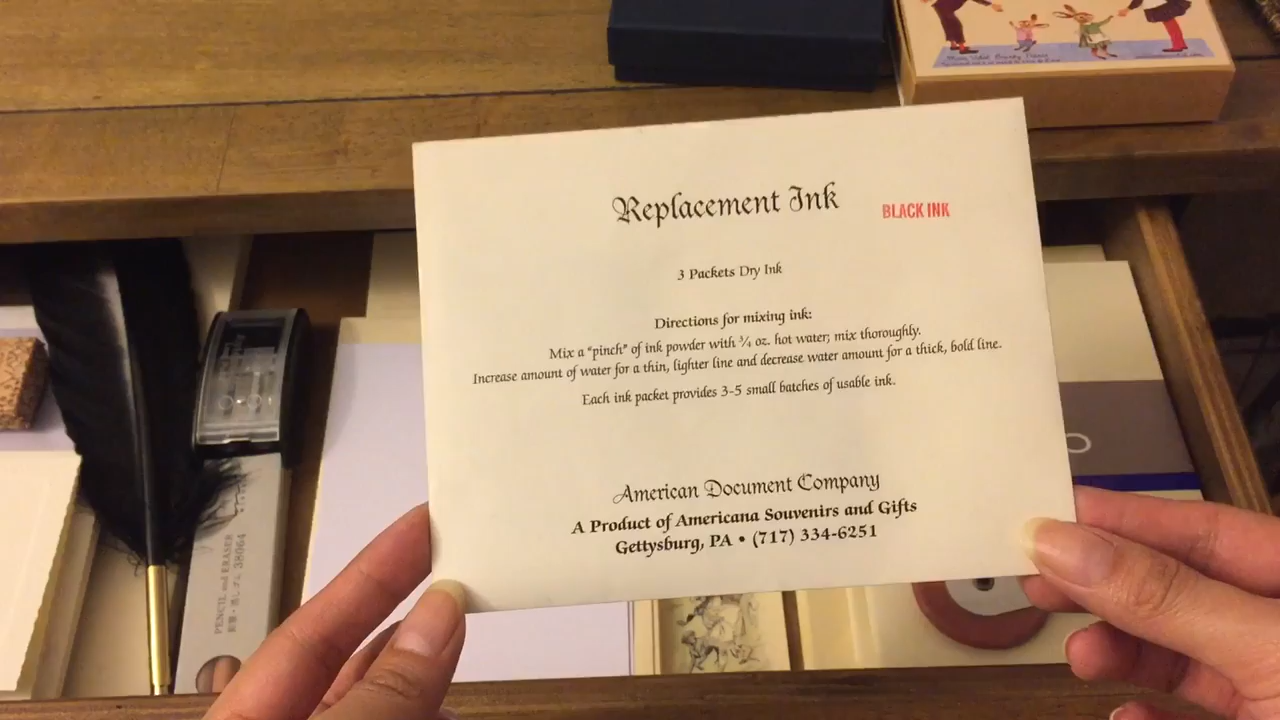 Replacement Ink
BLACK INK
3 Packets Dry Ink
Directions for mixing ink:
Mix a "pinch" of ink powder with ¾ oz. hot water; mix thoroughly.
Increase amount of water for a thin, lighter line and decrease water amount for a thick, bold line.
Each ink packet provides 3-5 small batches of usable ink.
American Document Company
A Product of Americana Souvenirs and Gifts
Gettysburg, PA • (717) 334-6251
PENCIL and ERASER
38064